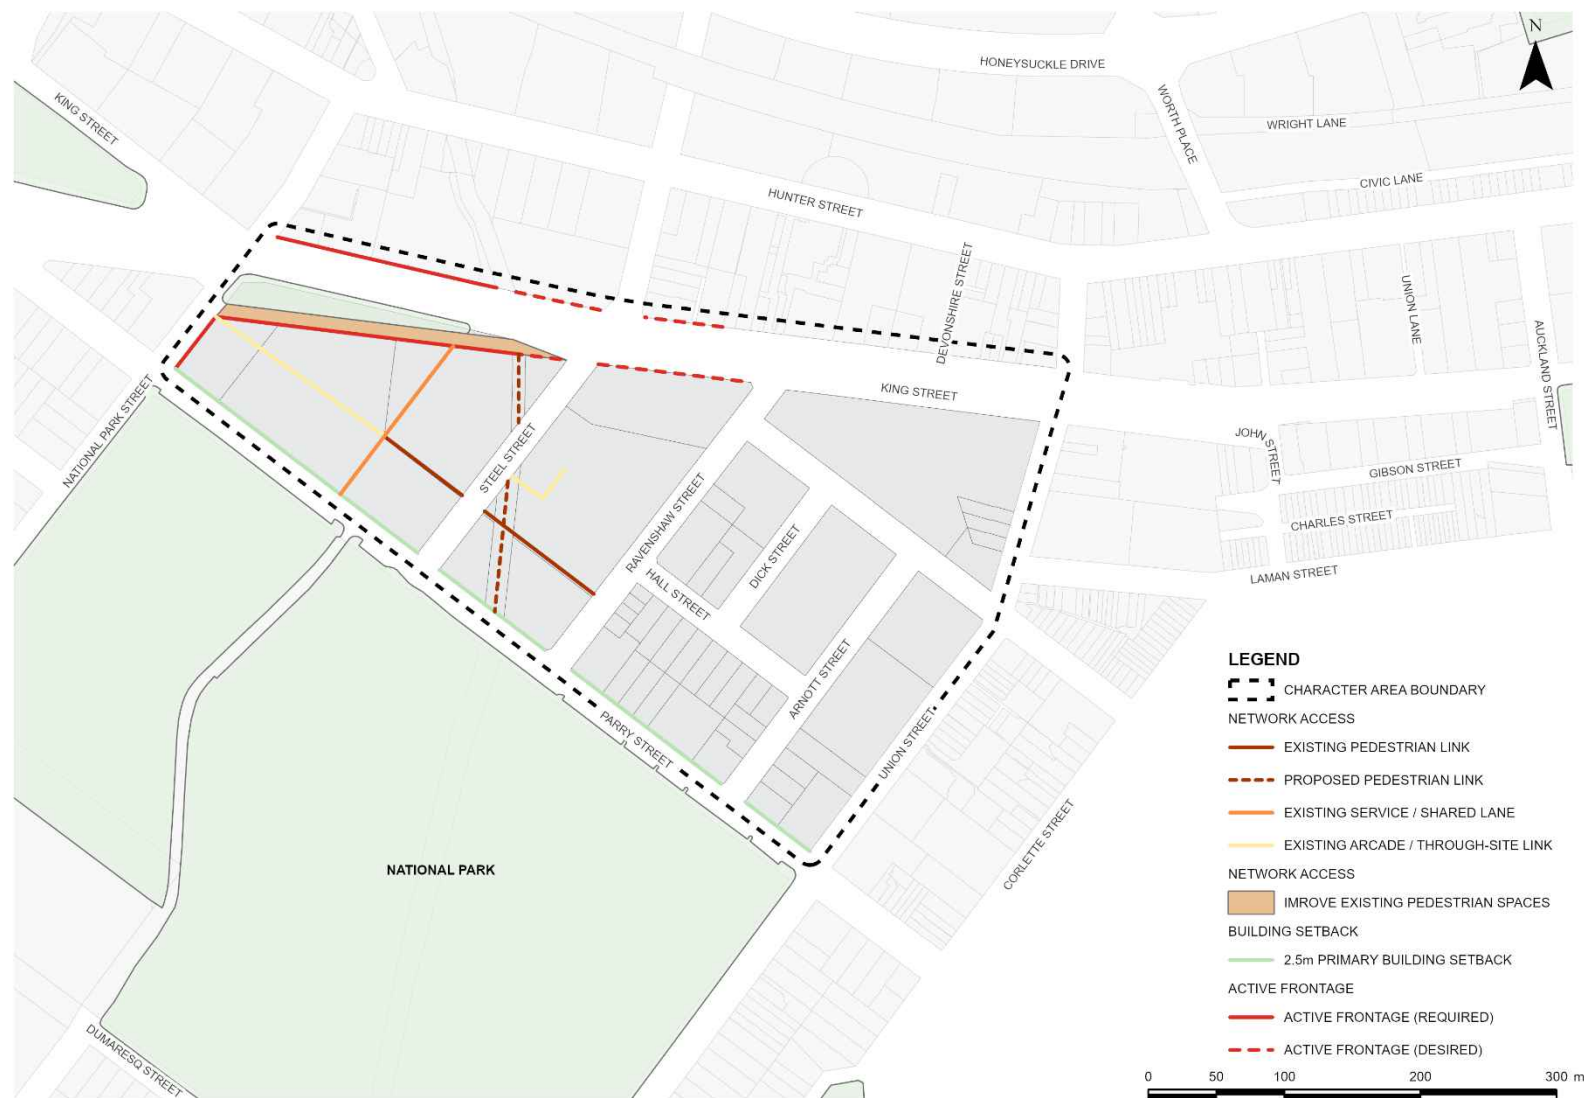 N
HONEYSUCKLE DRIVE
KING STREET
WORTH PLACE
WRIGHT LANE
CIVIC LANE
HUNTER STREET
DEVONSHIRE STREET
UNION LANE
AUCKLAND STREET
KING STREET
NATIONAL PARK STREET
STEEL STREET
JOHN STREET
GIBSON STREET
RAVENSHAW STREET
CHARLES STREET
DICK STREET
HALL STREET
LAMAN STREET
ARNOTT STREET
PARRY STREET
UNION STREET
CORLETTE STREET
NATIONAL PARK
DUMARESQ STREET
LEGEND
CHARACTER AREA BOUNDARY
NETWORK ACCESS
EXISTING PEDESTRIAN LINK
PROPOSED PEDESTRIAN LINK
EXISTING SERVICE / SHARED LANE
EXISTING ARCADE / THROUGH-SITE LINK
NETWORK ACCESS
IMROVE EXISTING PEDESTRIAN SPACES
BUILDING SETBACK
2.5m PRIMARY BUILDING SETBACK
ACTIVE FRONTAGE
ACTIVE FRONTAGE (REQUIRED)
ACTIVE FRONTAGE (DESIRED)
0 50 100 200 300 m